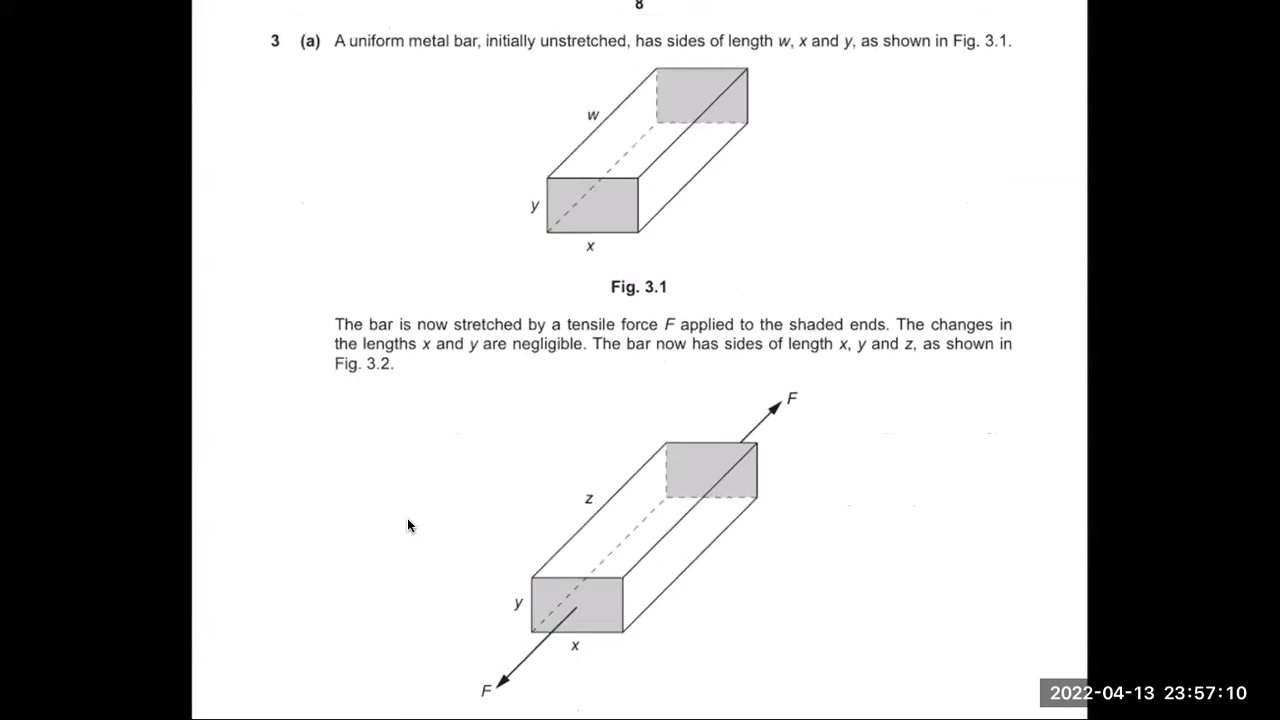 8
3 (a) A uniform metal bar, initially unstretched, has sides of length w, x and y, as shown in Fig. 3.1.
w
y
x
Fig. 3.1
The bar is now stretched by a tensile force F applied to the shaded ends. The changes in
the lengths x and y are negligible. The bar now has sides of length x, y and z, as shown in
Fig. 3.2.
F
z
y
x
F
2022-04-13 23:57:10